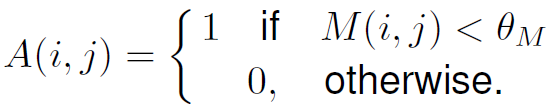 A(i, j) = { 1 if M(i, j) < θ_M
0, otherwise.